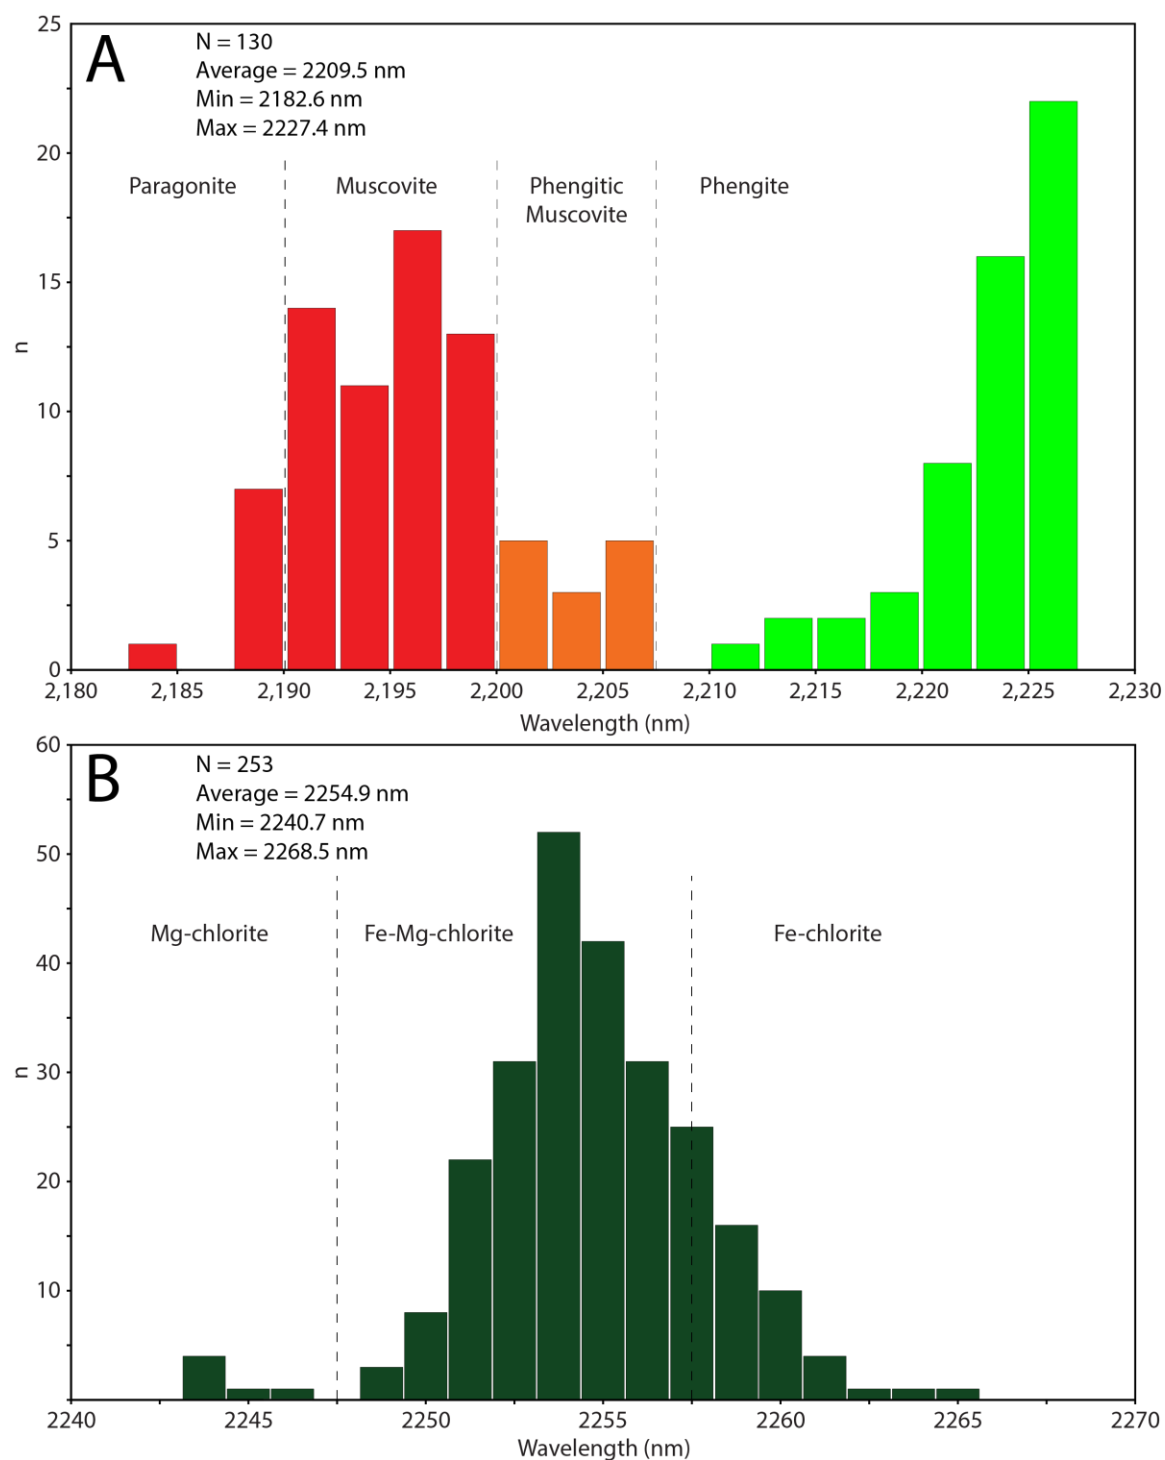 25
A
N = 130
Average = 2209.5 nm
Min = 2182.6 nm
Max = 2227.4 nm
20
Paragonite
Muscovite
Phengitic
Muscovite
Phengite
15
n
10
5
0
2,180 2,185 2,190 2,195 2,200 2,205 2,210 2,215 2,220 2,225 2,230
Wavelength (nm)
60
B
N = 253
Average = 2254.9 nm
Min = 2240.7 nm
Max = 2268.5 nm
50
Mg-chlorite
Fe-Mg-chlorite
Fe-chlorite
40
n
30
20
10
2240 2245 2250 2255 2260 2265 2270
Wavelength (nm)